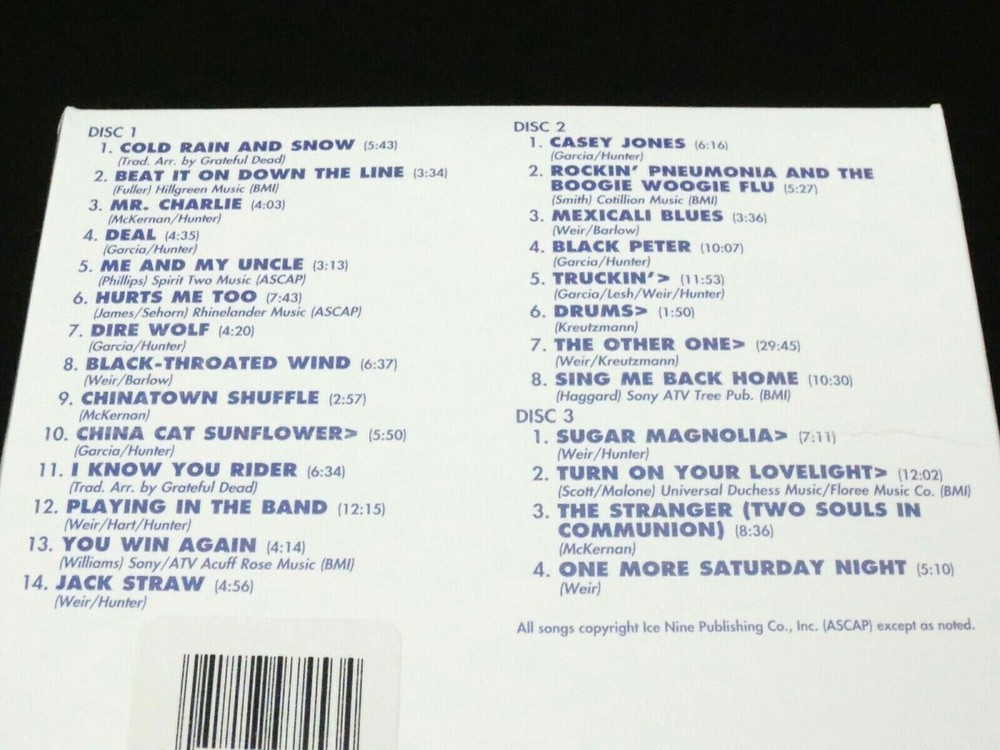 DISC 1
1. COLD RAIN AND SNOW (5:43)
(Trad. Arr. by Grateful Dead)
2. BEAT IT ON DOWN THE LINE (3:34)
(Fuller) Hillgreen Music (BMI)
3. MR. CHARLIE (4:03)
(McKernan/Hunter)
4. DEAL (4:35)
(Garcia/Hunter)
5. ME AND MY UNCLE (3:13)
(Phillips) Spirit Two Music (ASCAP)
6. HURTS ME TOO (7:43)
(James/Sehorn) Rhinelander Music (ASCAP)
7. DIRE WOLF (4:20)
(Garcia/Hunter)
8. BLACK-THROATED WIND (6:37)
(Weir/Barlow)
9. CHINATOWN SHUFFLE (2:57)
(McKernan)
10. CHINA CAT SUNFLOWER> (5:50)
(Garcia/Hunter)
11. I KNOW YOU RIDER (6:34)
(Trad. Arr. by Grateful Dead)
12. PLAYING IN THE BAND (12:15)
(Weir/Hart/Hunter)
13. YOU WIN AGAIN (4:14)
(Williams) Sony/ATV Acuff Rose Music (BMI)
14. JACK STRAW (4:56)
(Weir/Hunter)
DISC 2
1. CASEY JONES (6:16)
(Garcia/Hunter)
2. ROCKIN' PNEUMONIA AND THE
BOOGIE WOOGIE FLU (5:27)
(Smith) Cotillion Music (BMI)
3. MEXICALI BLUES (3:36)
(Weir/Barlow)
4. BLACK PETER (10:07)
(Garcia/Hunter)
5. TRUCKIN'> (11:53)
(Garcia/Lesh/Weir/Hunter)
6. DRUMS> (1:50)
(Kreutzmann)
7. THE OTHER ONE> (29:45)
(Weir/Kreutzmann)
8. SING ME BACK HOME (10:30)
(Haggard) Sony ATV Tree Pub. (BMI)
DISC 3
1. SUGAR MAGNOLIA> (7:11)
(Weir/Hunter)
2. TURN ON YOUR LOVELIGHT> (12:02)
(Scott/Malone) Universal Duchess Music/Floree Music Co. (BMI)
3. THE STRANGER (TWO SOULS IN
COMMUNION) (8:36)
(McKernan)
4. ONE MORE SATURDAY NIGHT (5:10)
(Weir)
All songs copyright Ice Nine Publishing Co., Inc. (ASCAP) except as noted.